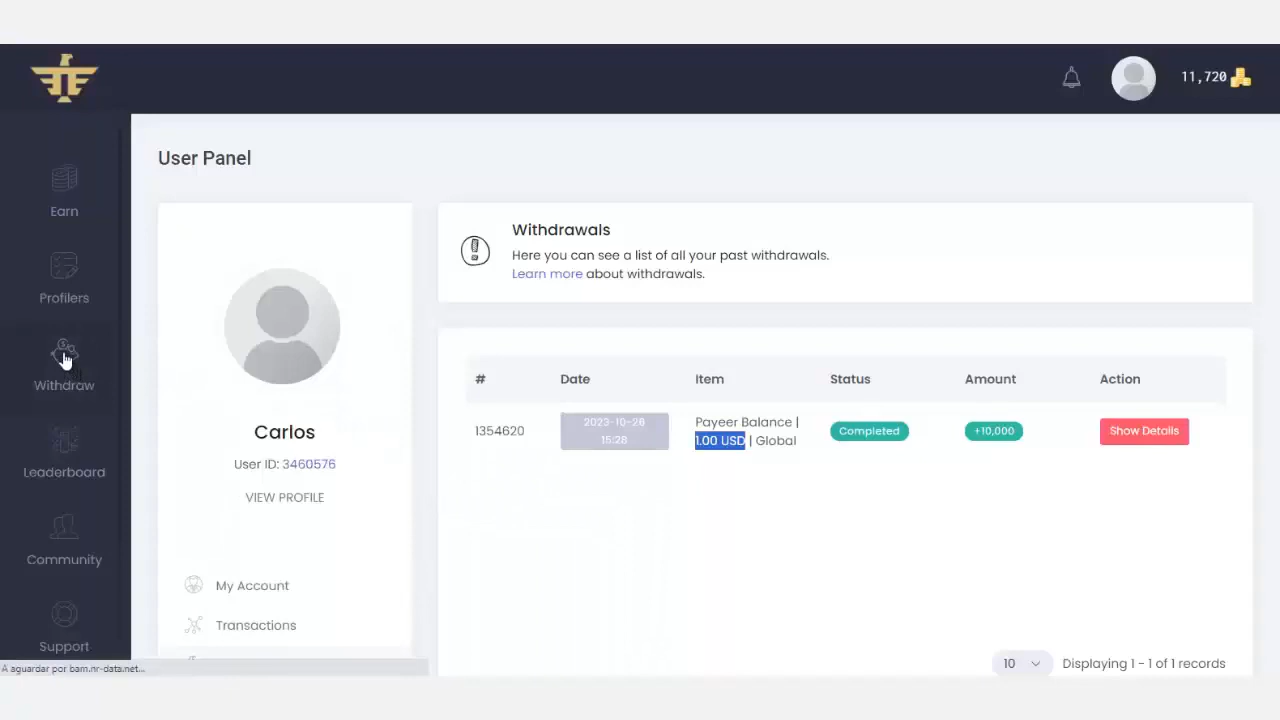 11,720
User Panel
Earn
Profilers
Withdraw
Leaderboard
Community
Support
Carlos
User ID: 3460576
VIEW PROFILE
My Account
Transactions
Withdrawals
Here you can see a list of all your past withdrawals.
Learn more about withdrawals.
# Date Item Status Amount Action
1354620 2023-10-26 15:28 Payeer Balance | 1.00 USD | Global Completed +10,000 Show Details
10 Displaying 1 - 1 of 1 records
A aguardar por bam.nr-data.net...